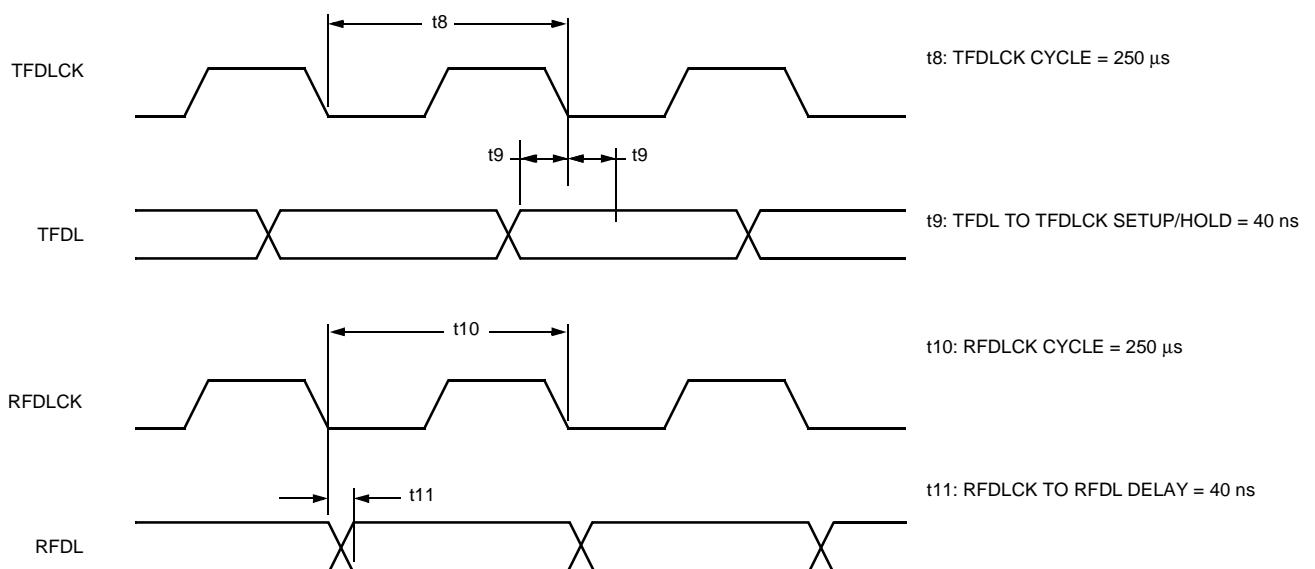 t8
TFDLCK
t8: TFDLCK CYCLE = 250 μs
t9
t9
TFDL
t9: TFDL TO TFDLCK SETUP/HOLD = 40 ns
t10
t10: RFDLCK CYCLE = 250 μs
RFDLCK
t11
t11: RFDLCK TO RFDL DELAY = 40 ns
RFDL